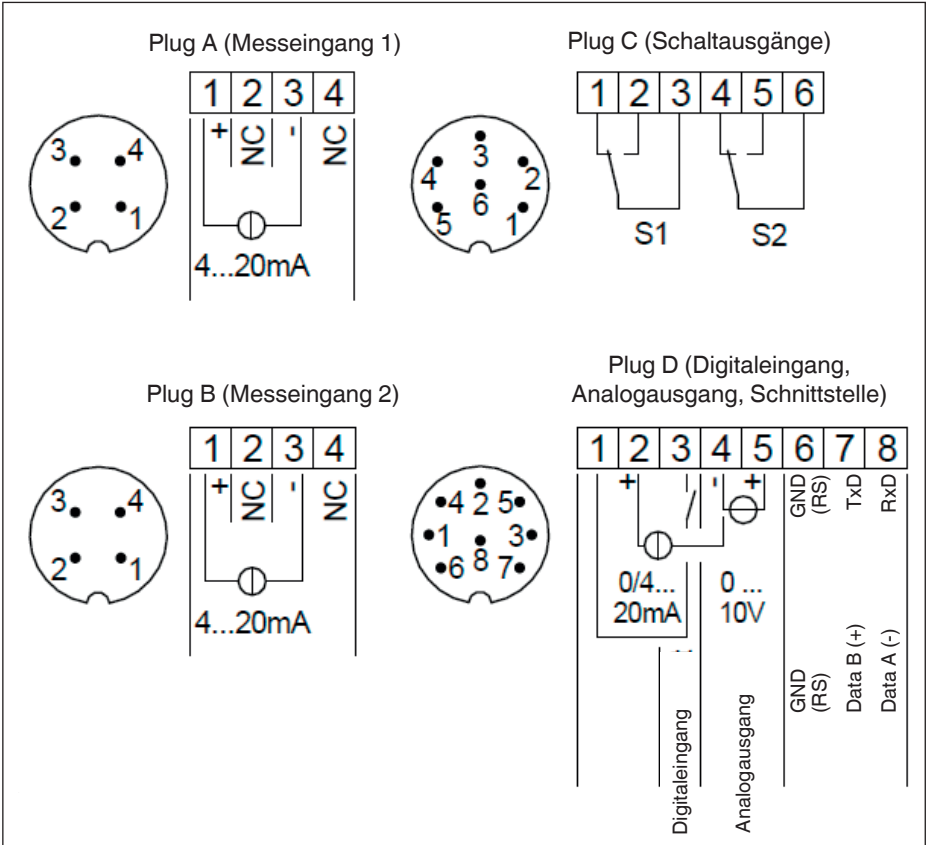 Plug A (Messeingang 1)
1 2 3 4
+ NC - NC
3 4
2 1
4...20mA
Plug C (Schaltausgänge)
1 2 3 4 5 6
3
4 2
6
5 1
S1 S2
Plug B (Messeingang 2)
1 2 3 4
+ NC - NC
3 4
2 1
4...20mA
Plug D (Digitaleingang,
Analogausgang, Schnittstelle)
1 2 3 4 5 6 7 8
+ - +
GND
(RS)
TxD
RxD
4 2 5
1 3
6 8 7
0/4...
20mA
0 ...
10V
GND
(RS)
Data B (+)
Data A (-)
Digitaleingang
Analogausgang